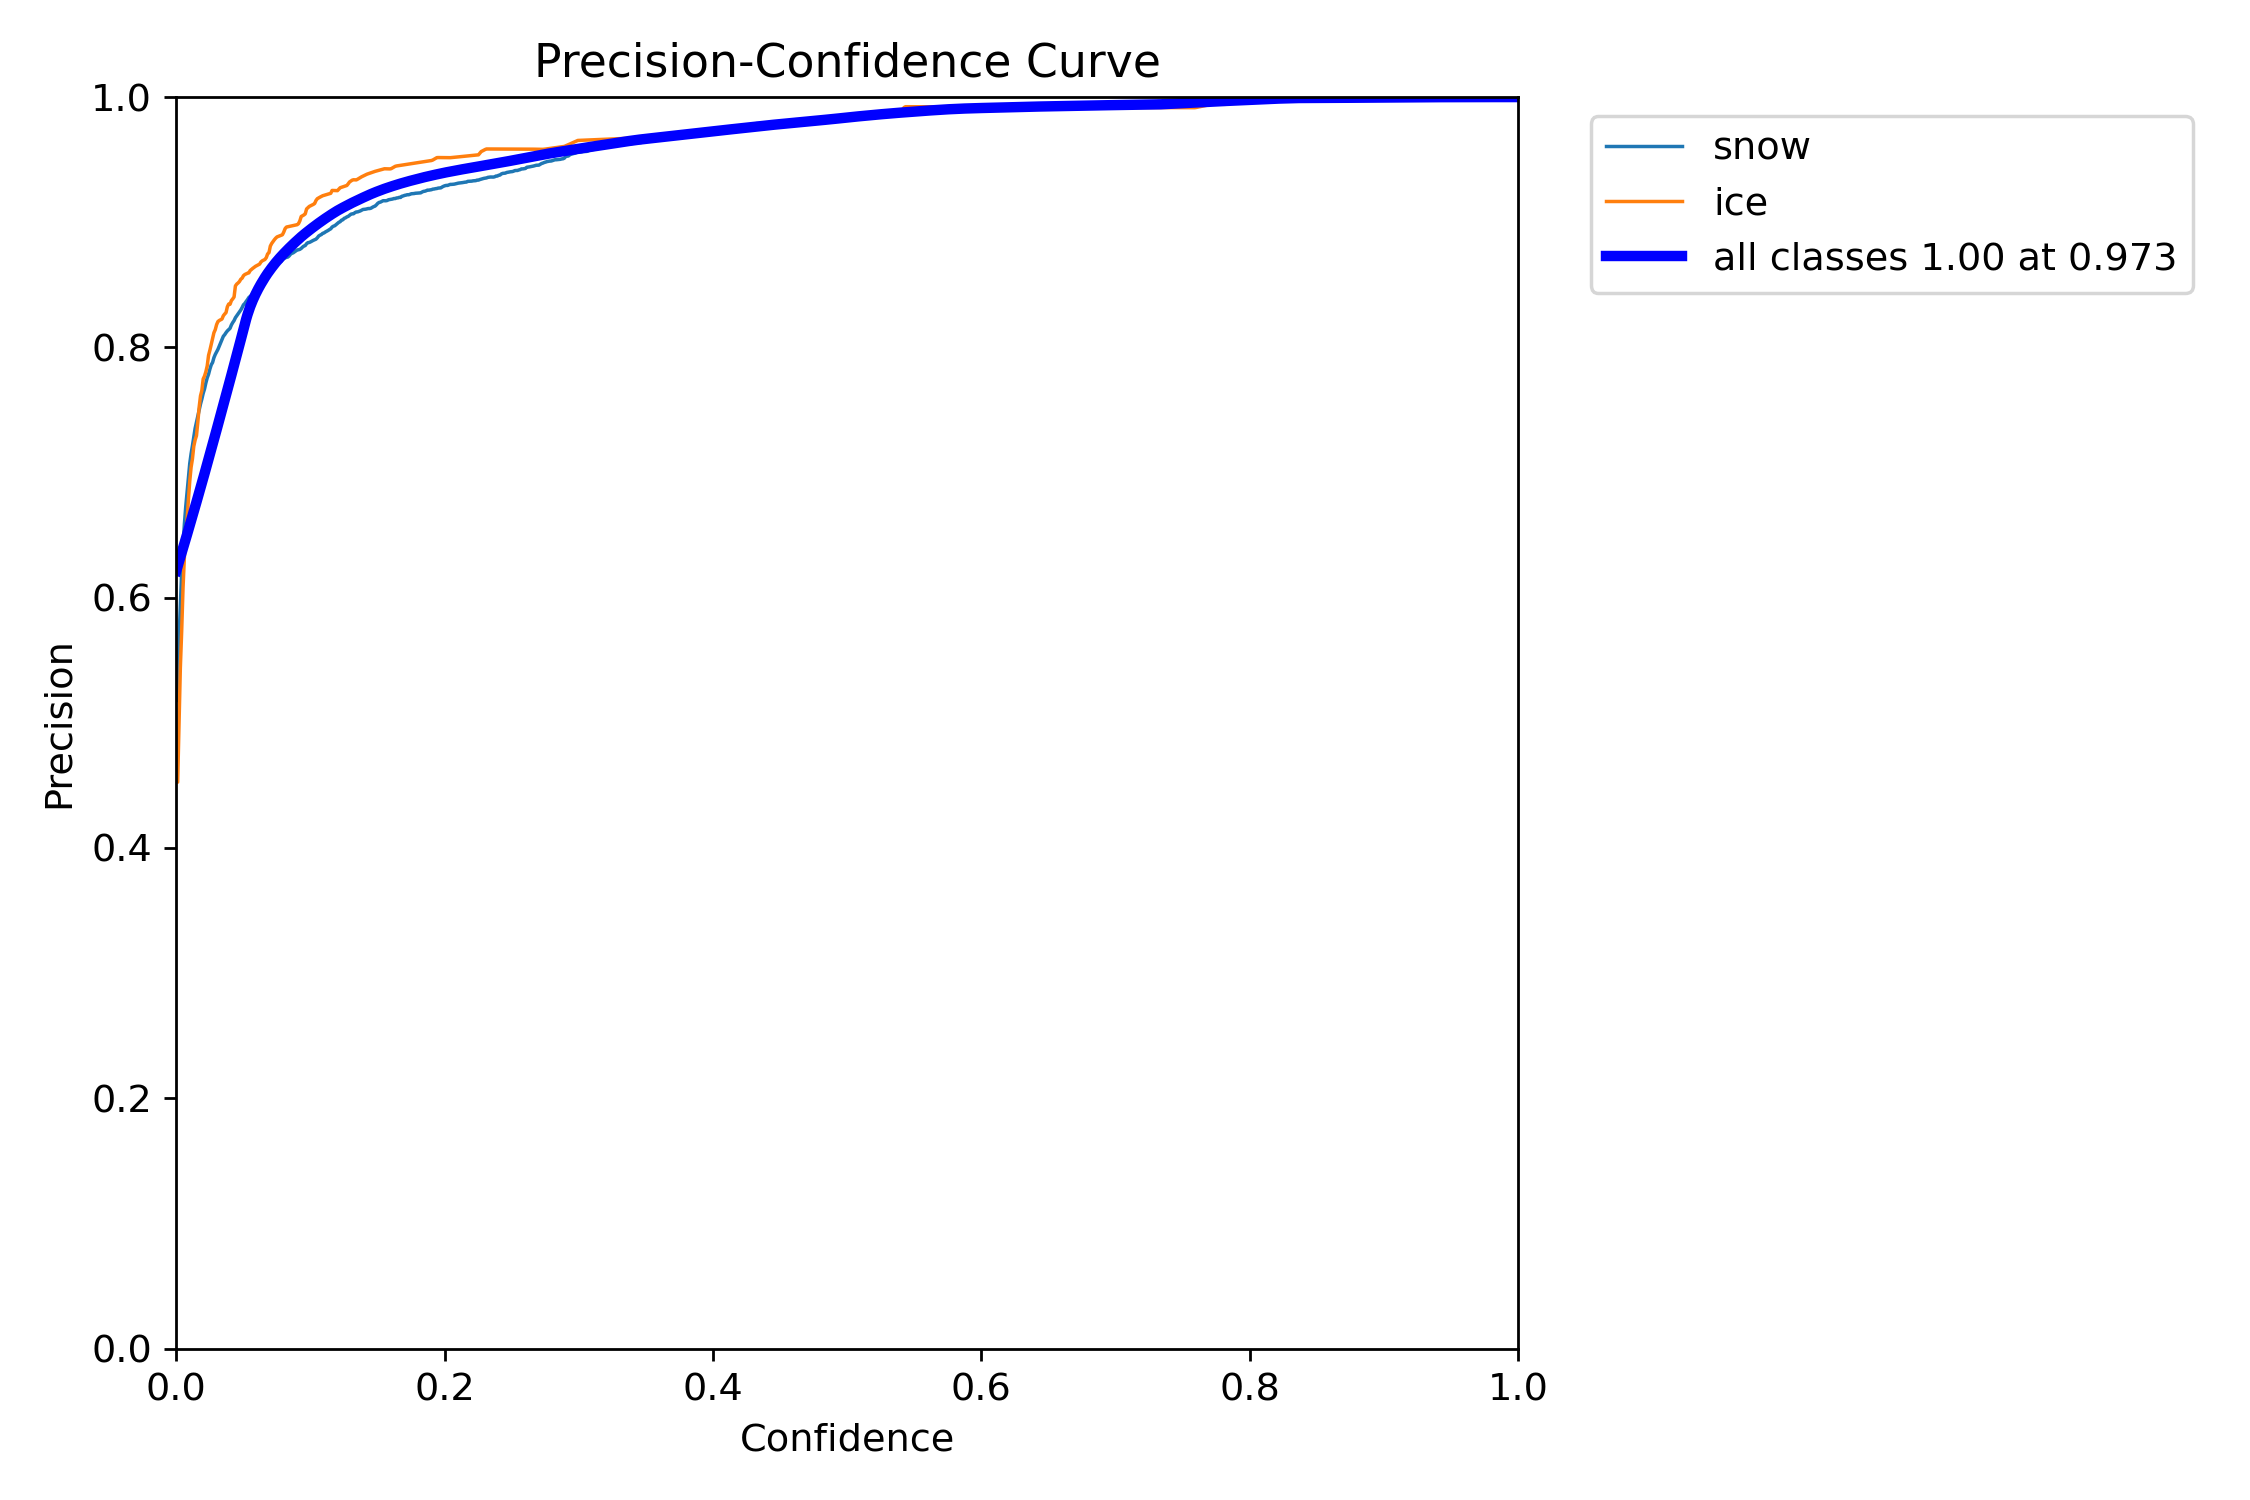 Precision-Confidence Curve
1.0
0.8
0.6
0.4
0.2
0.0
Precision
0.0 0.2 0.4 0.6 0.8 1.0
Confidence
snow
ice
all classes 1.00 at 0.973